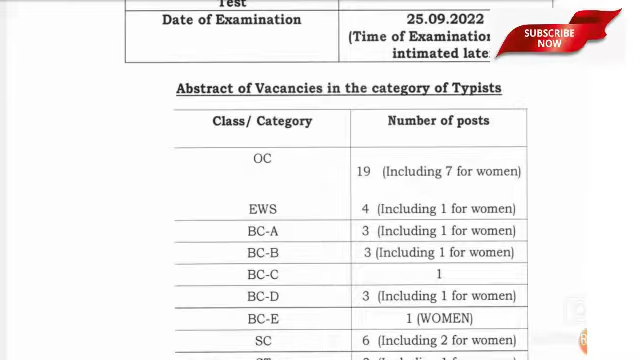 Test
Date of Examination 25.09.2022
(Time of Examination
intimated late
SUBSCRIBE
NOW
Abstract of Vacancies in the category of Typists
Class/ Category Number of posts
OC 19 (Including 7 for women)
EWS 4 (Including 1 for women)
BC-A 3 (Including 1 for women)
BC-B 3 (Including 1 for women)
BC-C 1
BC-D 3 (Including 1 for women)
BC-E 1 (WOMEN)
SC 6 (Including 2 for women)